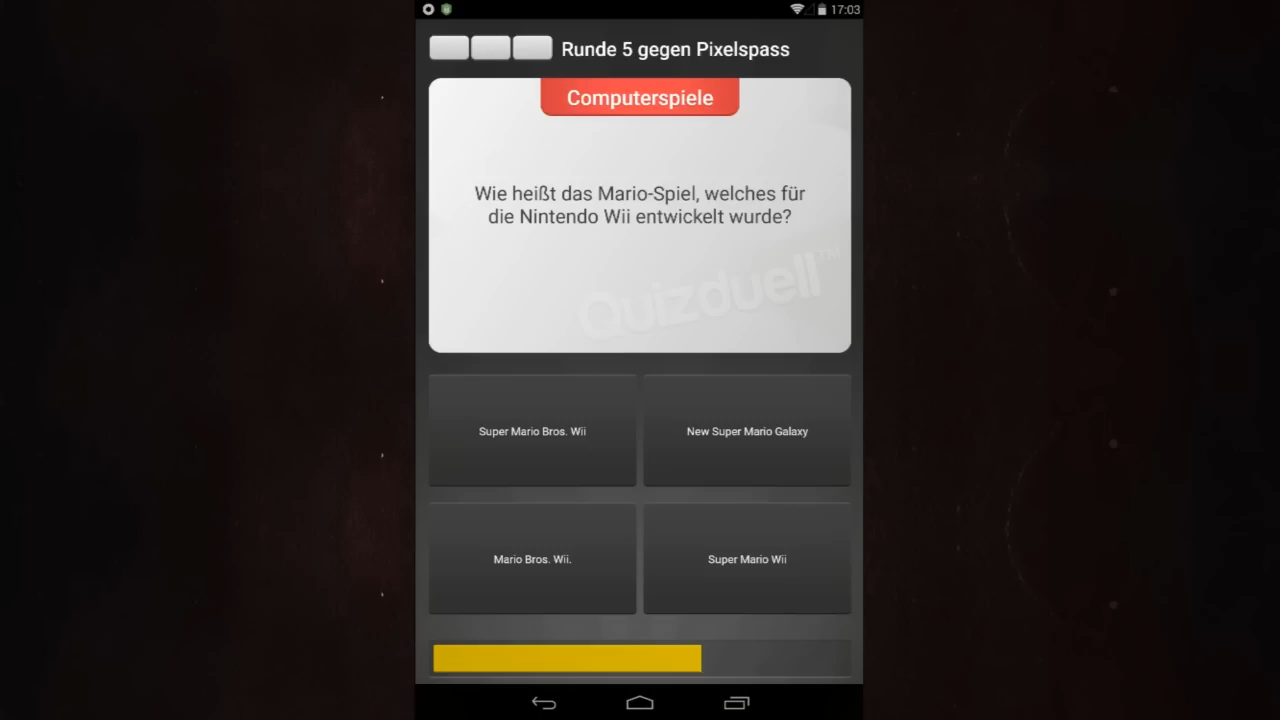 17:03
Runde 5 gegen Pixelspass
Computerspiele
Wie heißt das Mario-Spiel, welches für
die Nintendo Wii entwickelt wurde?
Quizduell™
Super Mario Bros. Wii
New Super Mario Galaxy
Mario Bros. Wii.
Super Mario Wii